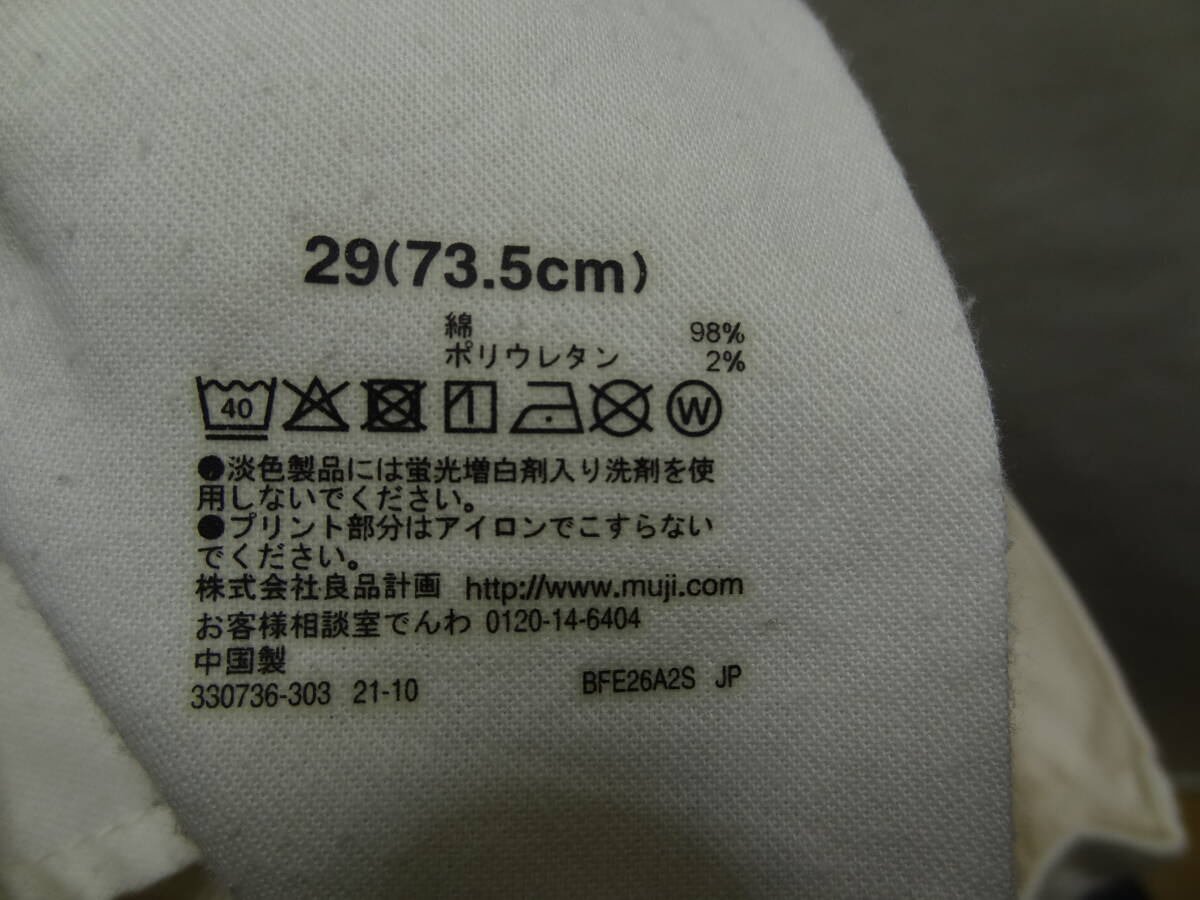 29(73.5cm)
綿 98%
ポリウレタン 2%
40 W
●淡色製品には蛍光増白剤入り洗剤を使
用しないでください。
●プリント部分はアイロンでこすらない
でください。
株式会社良品計画 http://www.muji.com
お客様相談室でんわ 0120-14-6404
中国製
330736-303 21-10 BFE26A2S JP